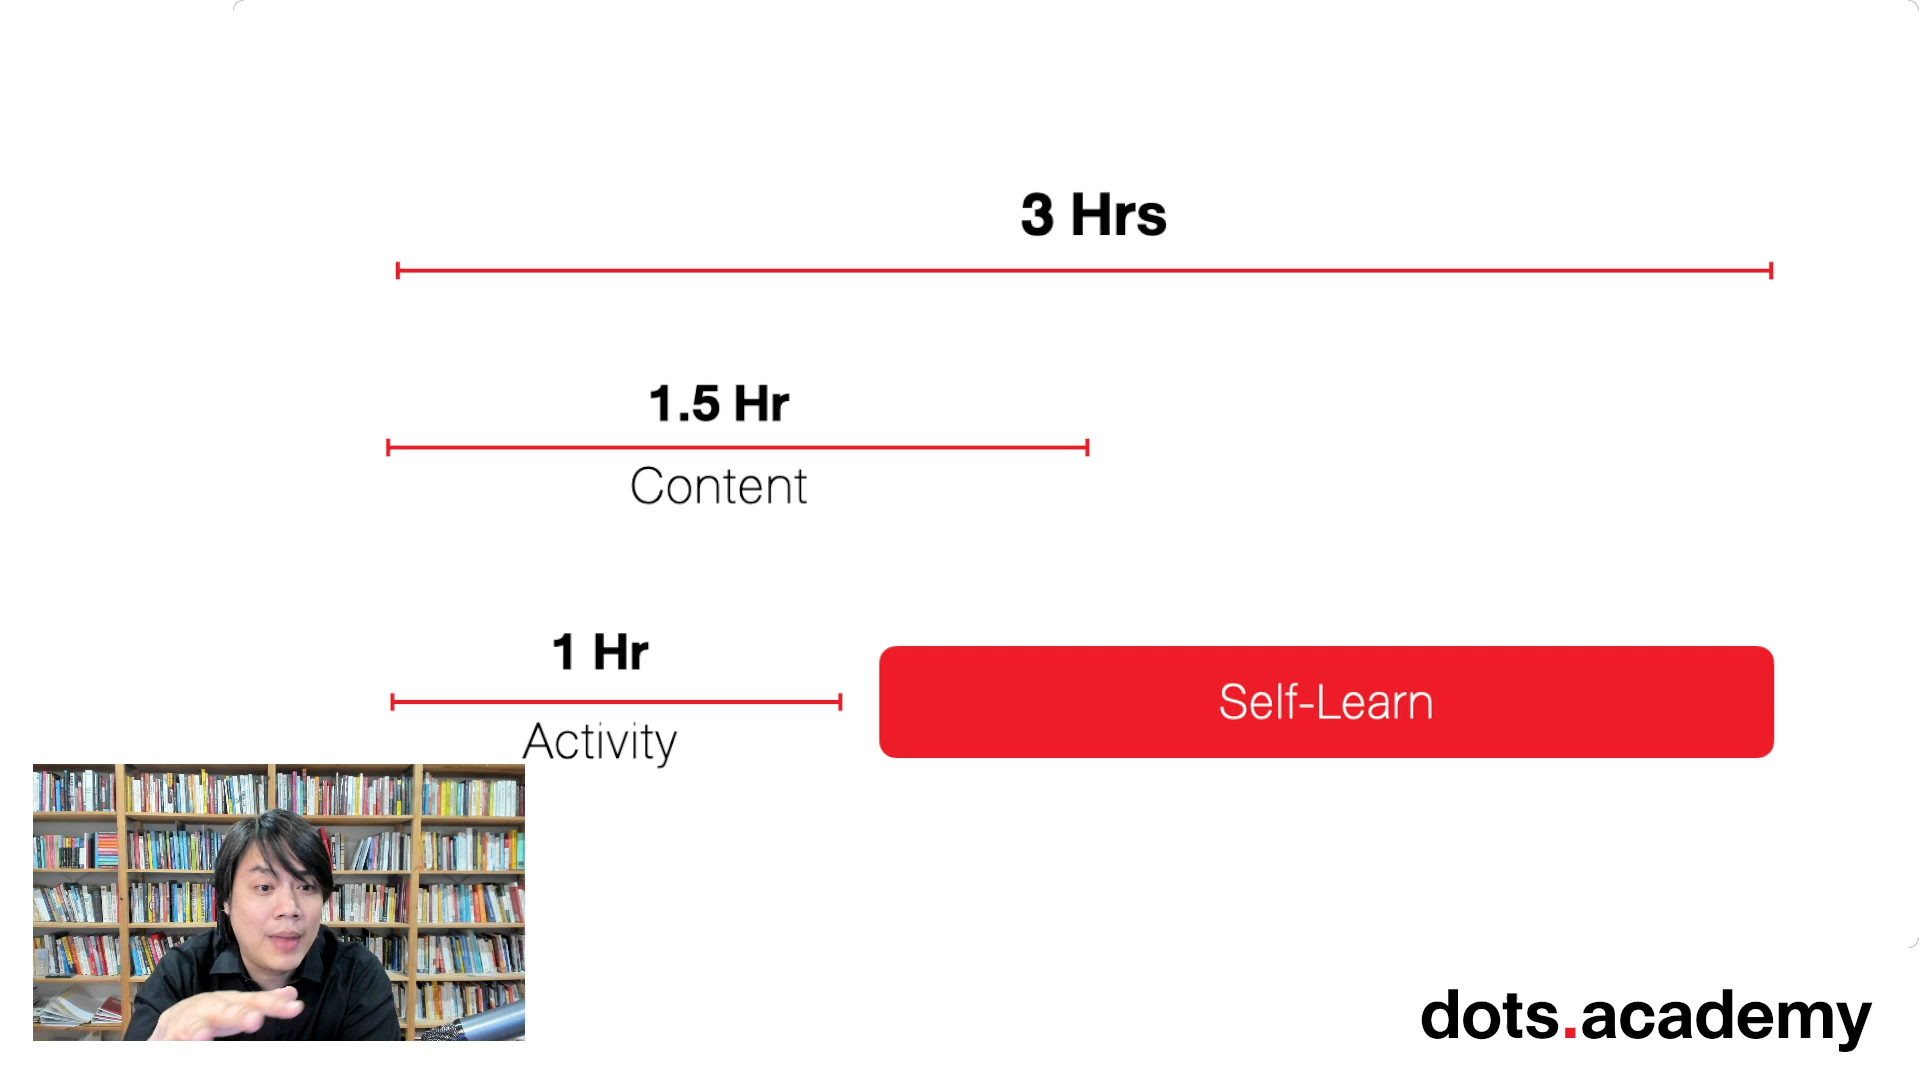 3 Hrs
1.5 Hr
Content
1 Hr
Activity
Self-Learn
dots.academy